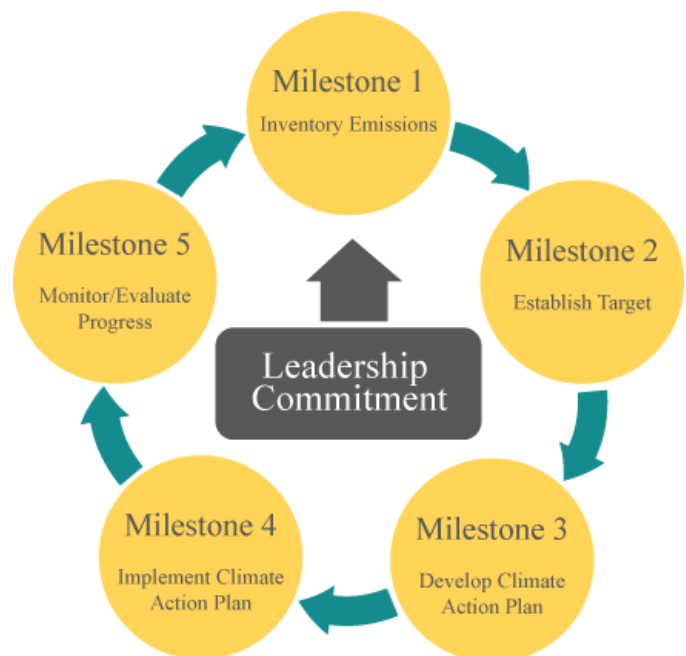 Milestone 1
Inventory Emissions
Milestone 2
Establish Target
Milestone 3
Develop Climate
Action Plan
Milestone 4
Implement Climate
Action Plan
Milestone 5
Monitor/Evaluate
Progress
Leadership
Commitment